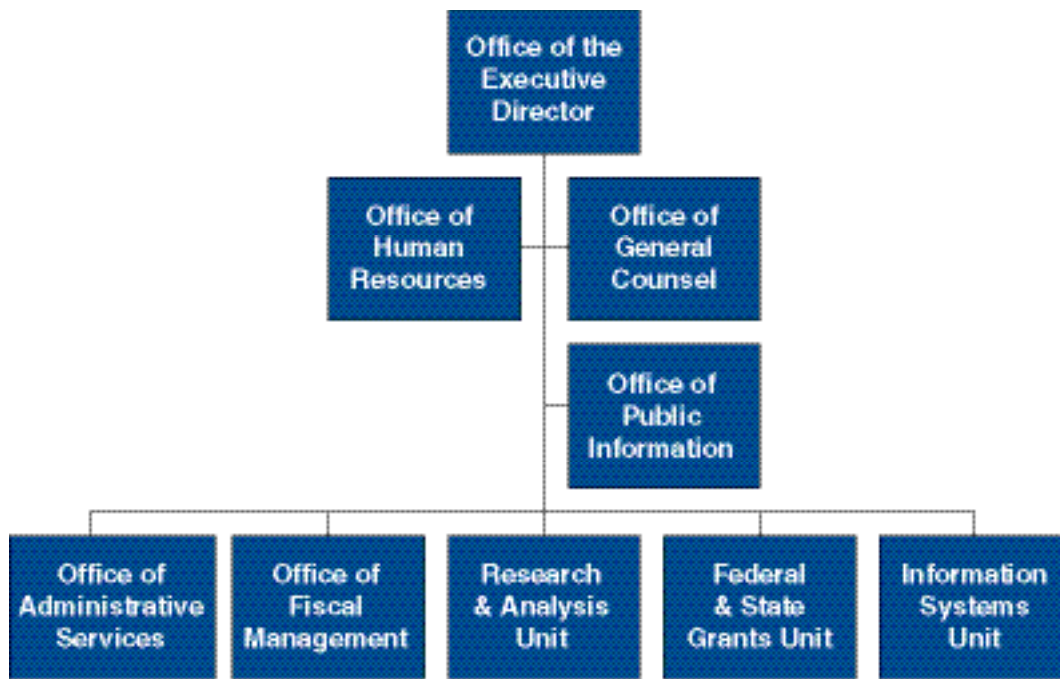 Office of the
Executive
Director
Office of
Human
Resources
Office of
General
Counsel
Office of
Public
Information
Office of
Administrative
Services
Office of
Fiscal
Management
Research
& Analysis
Unit
Federal
& State
Grants Unit
Information
Systems
Unit